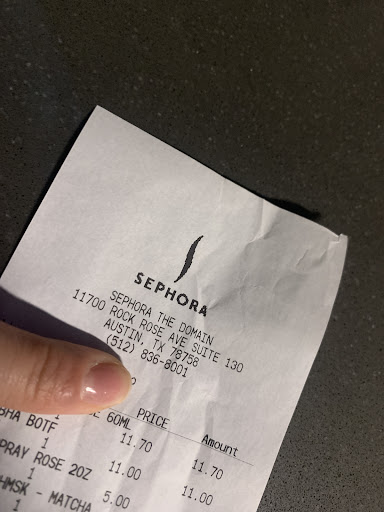 SEPHORA
SEPHORA THE DOMAIN
11700 ROCK ROSE AVE SUITE 130
AUSTIN, TX 78758
(512) 836-8001
PRICE Amount
BHA BOTF 60ML
1 11.70 11.70
PRAY ROSE 2OZ
1 11.00 11.00
HMSK - MATCHA
1 5.00